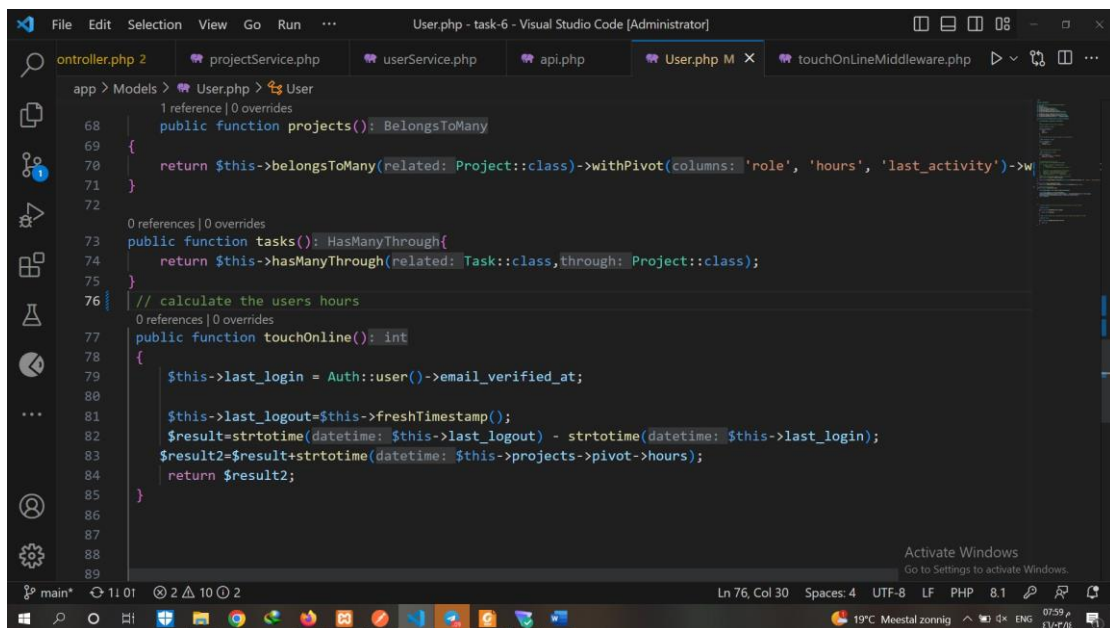 File Edit Selection View Go Run ··· User.php - task-6 - Visual Studio Code [Administrator]
ontroller.php 2 projectService.php userService.php api.php User.php M touchOnLineMiddleware.php
app > Models > User.php > User
1 reference | 0 overrides
68 public function projects(): BelongsToMany
69 {
70 return $this->belongsToMany(related: Project::class)->withPivot(columns: 'role', 'hours', 'last_activity')->w
71 }
72
0 references | 0 overrides
73 public function tasks(): HasManyThrough{
74 return $this->hasManyThrough(related: Task::class,through: Project::class);
75 }
76 // calculate the users hours
0 references | 0 overrides
77 public function touchOnline(): int
78 {
79 $this->last_login = Auth::user()->email_verified_at;
80
81 $this->last_logout=$this->freshTimestamp();
82 $result=strtotime(datetime: $this->last_logout) - strtotime(datetime: $this->last_login);
83 $result2=$result+strtotime(datetime: $this->projects->pivot->hours);
84 return $result2;
85 }
86
87
88
89
1
Activate Windows
Go to Settings to activate Windows.
main* 1↓ 0↑ 2 10 2 Ln 76, Col 30 Spaces: 4 UTF-8 LF PHP 8.1
19°C Meestal zonnig ENG 07:59 م